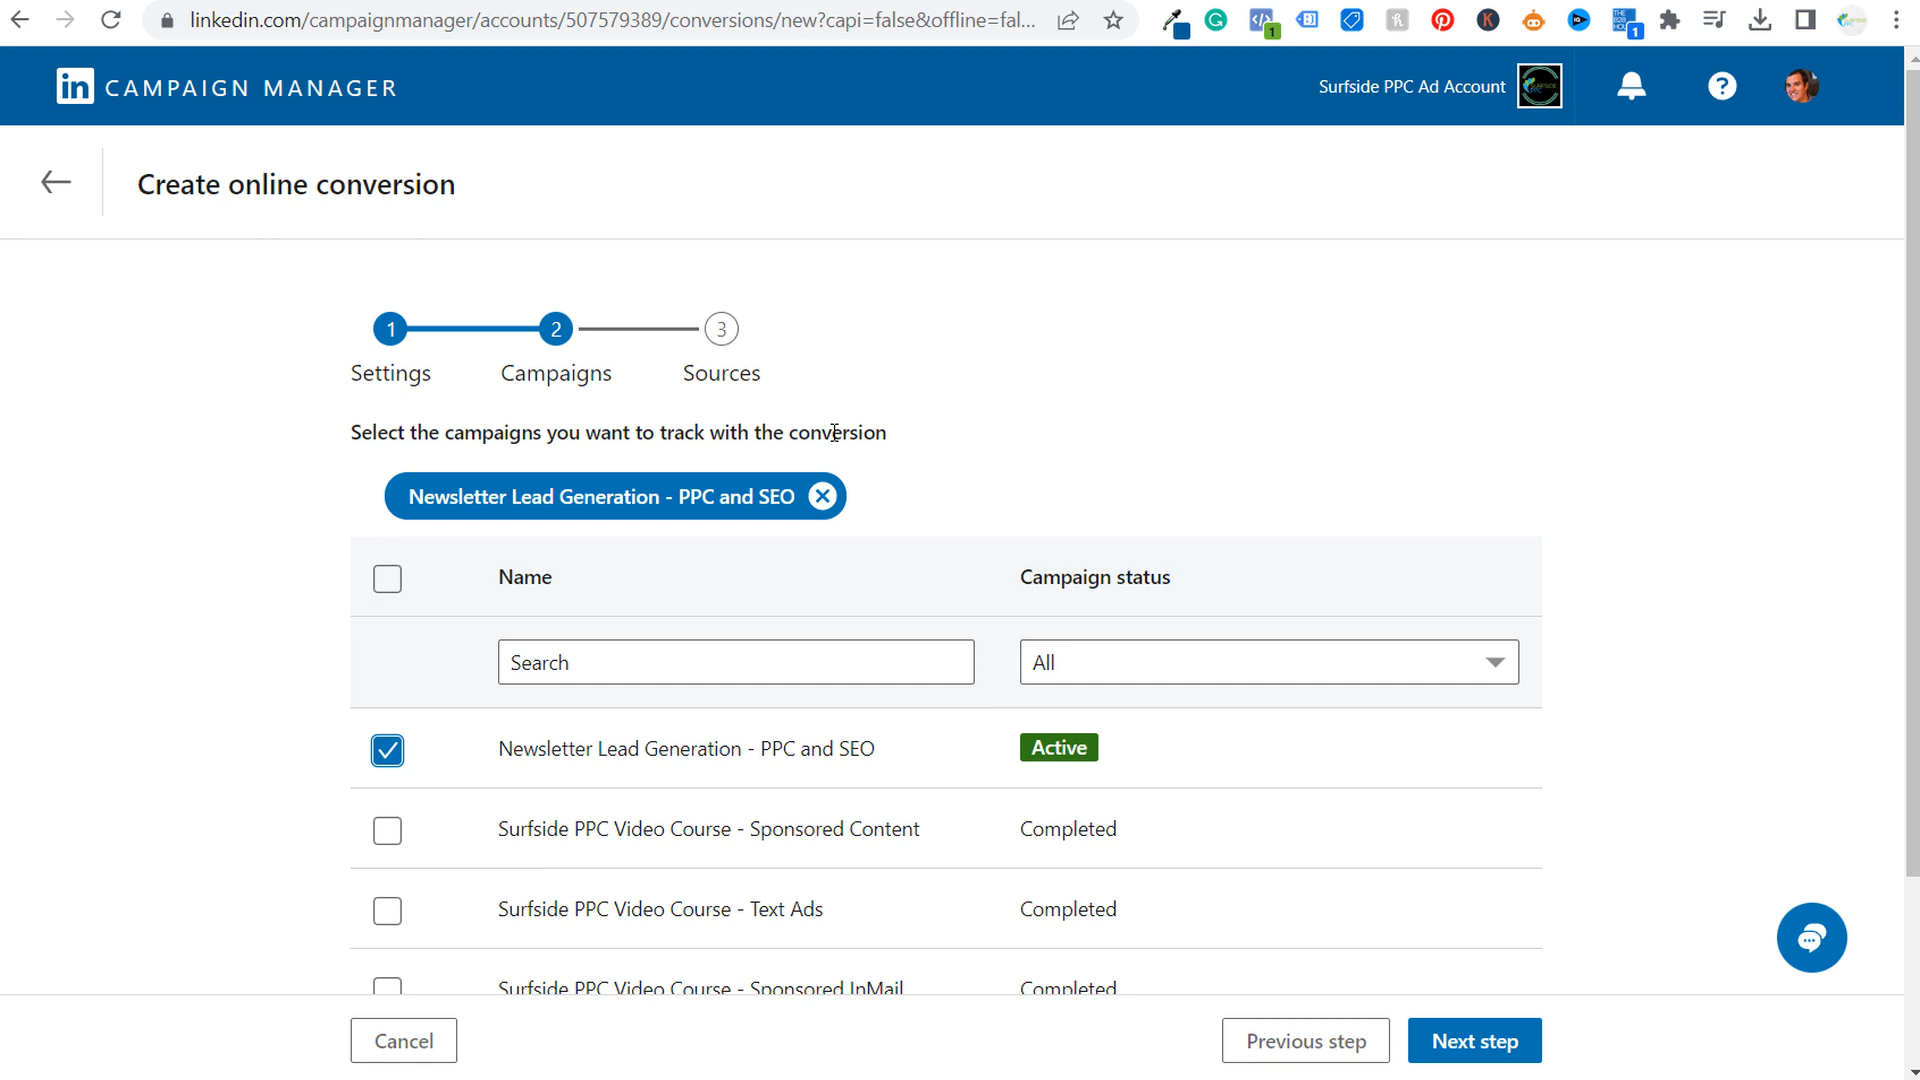 linkedin.com/campaignmanager/accounts/507579389/conversions/new?capi=false&offline=fal...
1
1
in CAMPAIGN MANAGER
Surfside PPC Ad Account
?
Create online conversion
1
2
3
Settings
Campaigns
Sources
Select the campaigns you want to track with the conversion
Newsletter Lead Generation - PPC and SEO
Name
Campaign status
Search
All
Newsletter Lead Generation - PPC and SEO
Active
Surfside PPC Video Course - Sponsored Content
Completed
Surfside PPC Video Course - Text Ads
Completed
Surfside PPC Video Course - Sponsored InMail
Completed
Cancel
Previous step
Next step